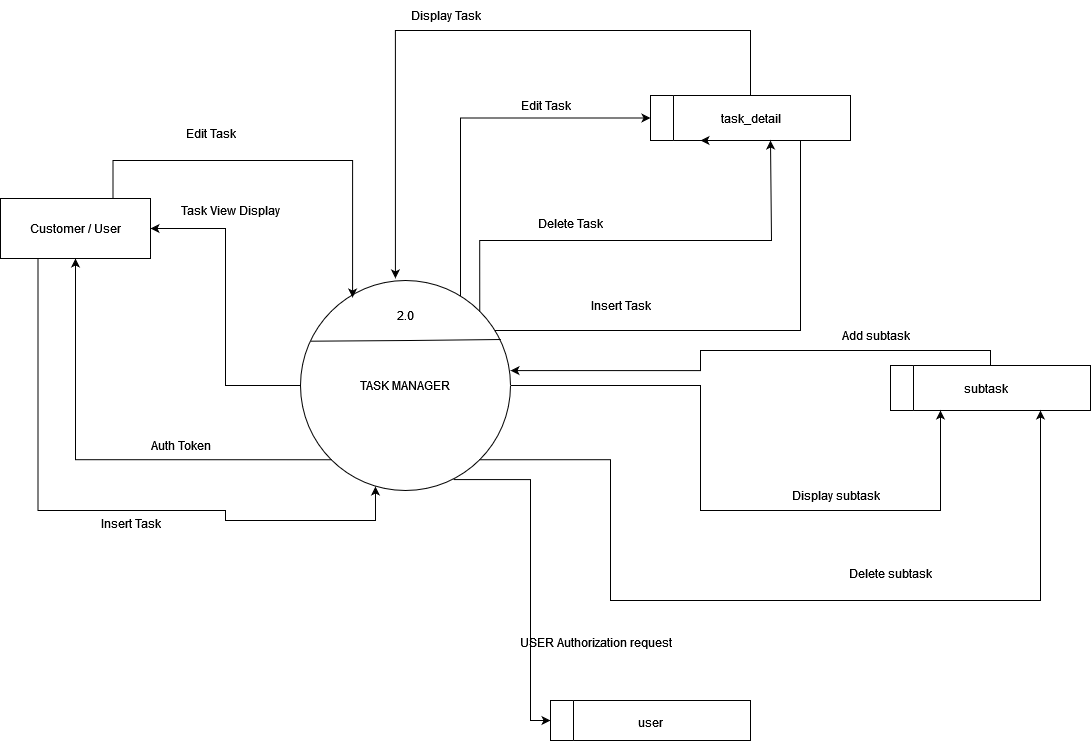 Display Task
Edit Task
task_detail
Edit Task
Task View Display
Customer / User
Delete Task
2.0
Insert Task
Add subtask
TASK MANAGER
subtask
Auth Token
Display subtask
Insert Task
Delete subtask
USER Authorization request
user